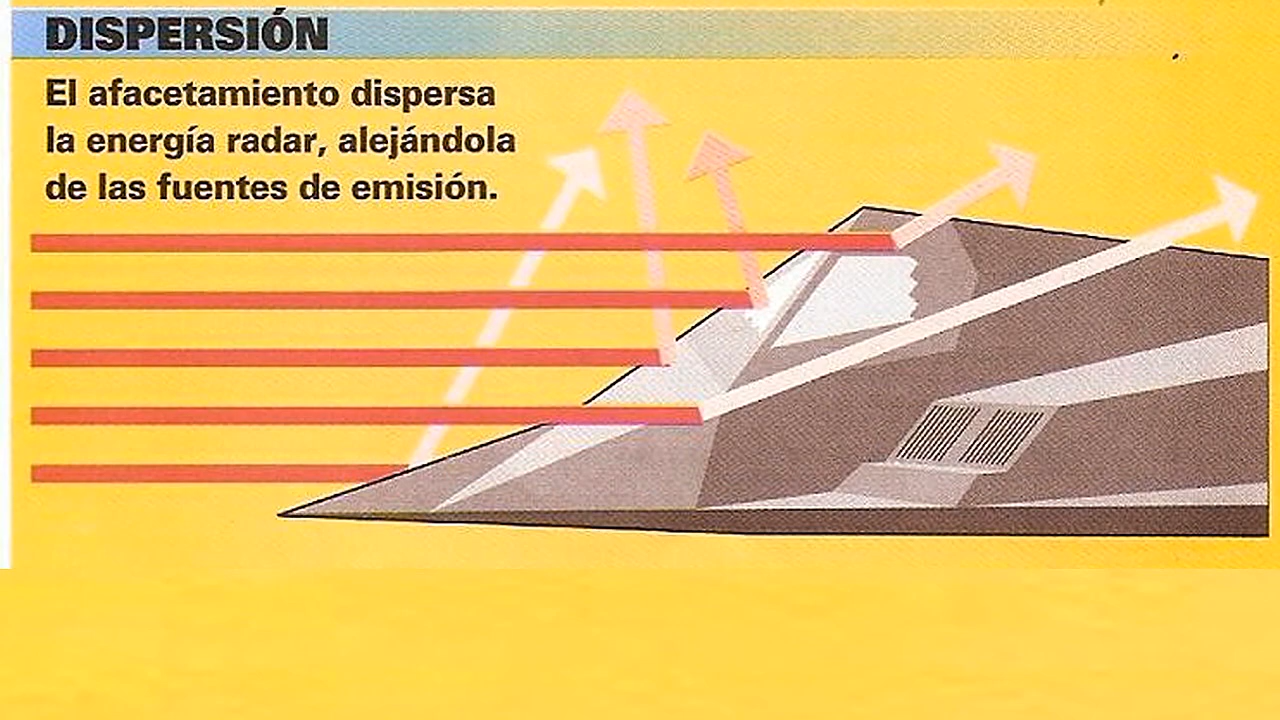 DISPERSIÓN
El afacetamiento dispersa
la energía radar, alejándola
de las fuentes de emisión.